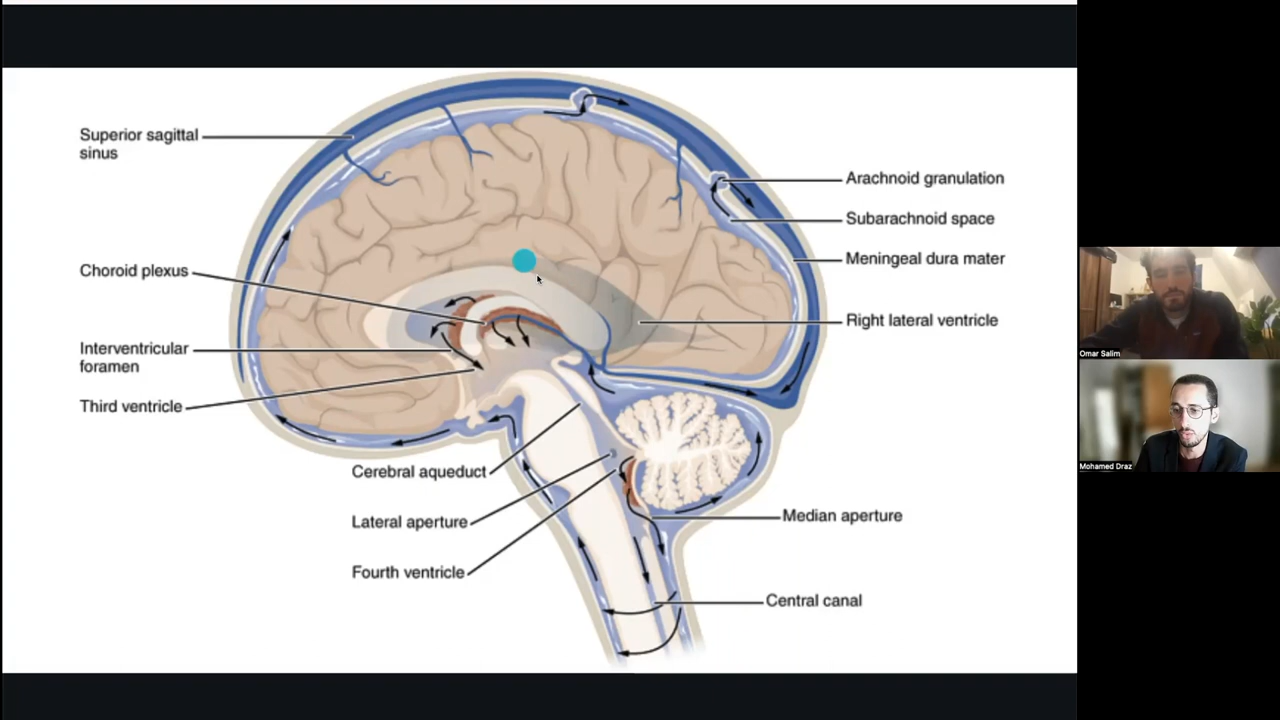 Superior sagittal
sinus
Choroid plexus
Interventricular
foramen
Third ventricle
Cerebral aqueduct
Lateral aperture
Fourth ventricle
Arachnoid granulation
Subarachnoid space
Meningeal dura mater
Right lateral ventricle
Median aperture
Central canal
Omar Salim
Mohamed Draz